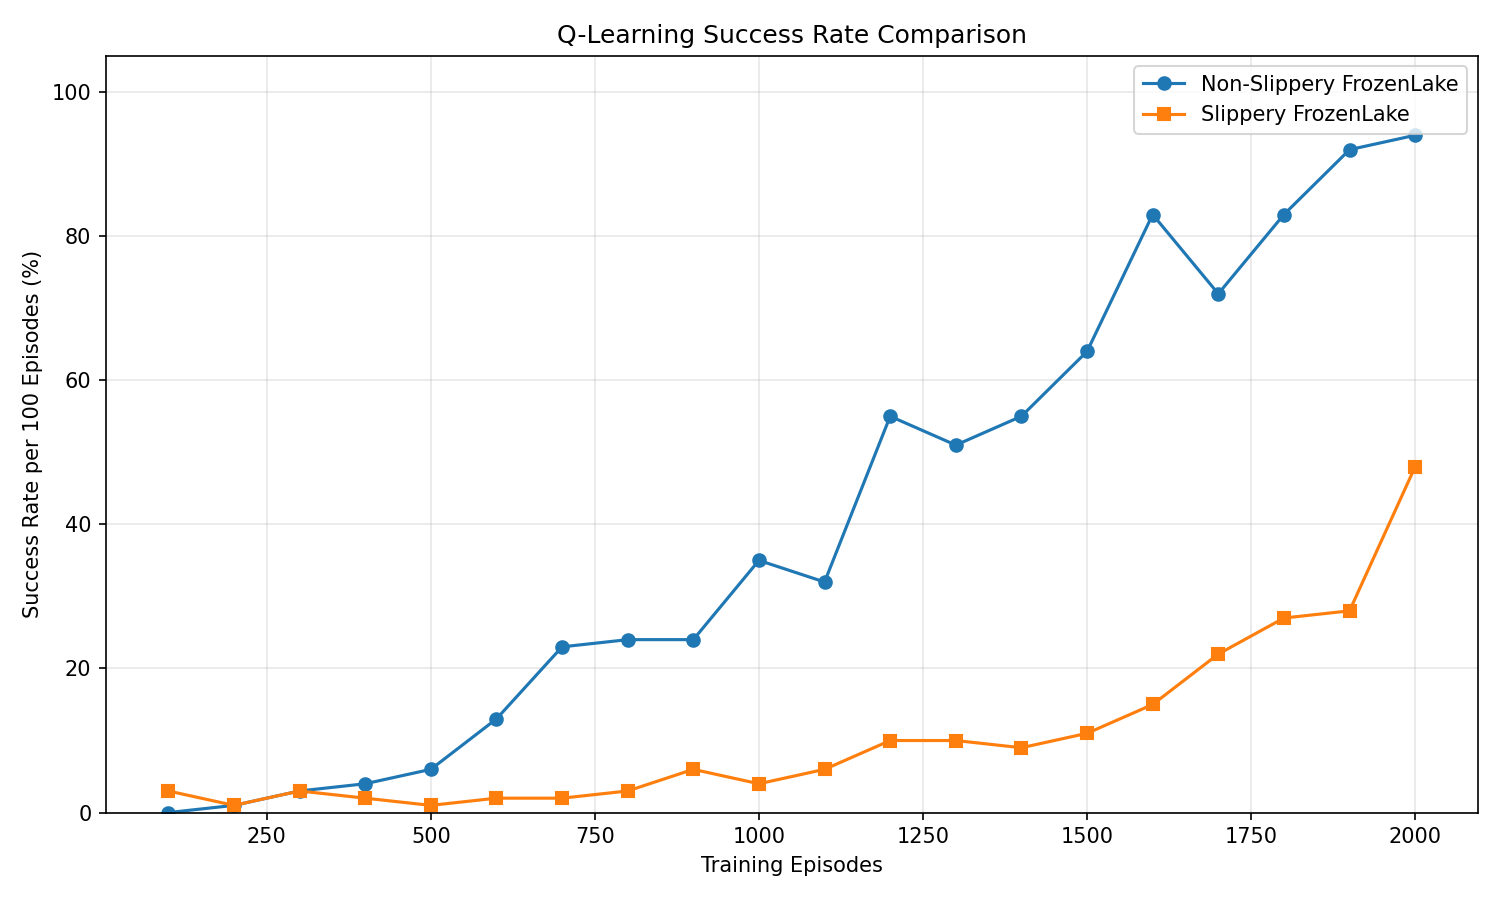 Q-Learning Success Rate Comparison
Non-Slippery FrozenLake
Slippery FrozenLake
Success Rate per 100 Episodes (%)
100
80
60
40
20
0
250 500 750 1000 1250 1500 1750 2000
Training Episodes